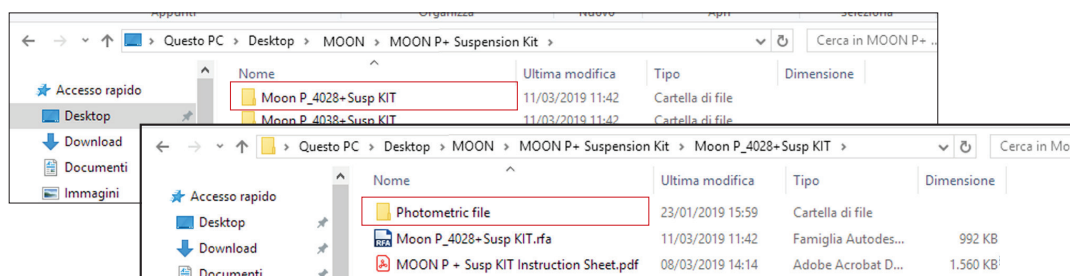 Appunti Organizza Nuovo Apri Seleziona
Questo PC > Desktop > MOON > MOON P+ Suspension Kit > Cerca in MOON P+ ..
Nome Ultima modifica Tipo Dimensione
Accesso rapido
Moon P_4028+Susp KIT 11/03/2019 11:42 Cartella di file
Desktop
Moon P_4038+Susp KIT 11/03/2019 11:42 Cartella di file
Download
Documenti
Immagini
Questo PC > Desktop > MOON > MOON P+ Suspension Kit > Moon P_4028+Susp KIT > Cerca in Mo
Nome Ultima modifica Tipo Dimensione
Accesso rapido
Photometric file 23/01/2019 15:59 Cartella di file
Desktop
RFA Moon P_4028+Susp KIT.rfa 11/03/2019 11:42 Famiglia Autodes... 992 KB
Download
MOON P + Susp KIT Instruction Sheet.pdf 08/03/2019 14:14 Adobe Acrobat D... 1.560 KB
Documenti